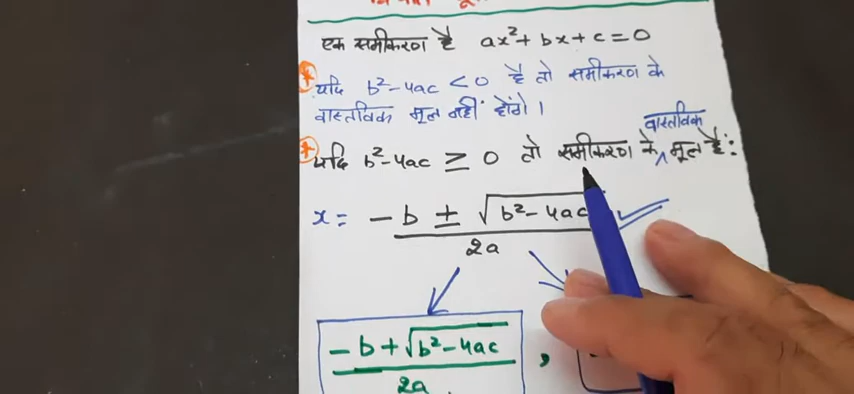 एक समीकरण है ax²+bx+c=0
* यदि b²-4ac <0 है तो समीकरण के
वास्तविक मूल नहीं होंगे ।
* यदि b²-4ac ≥ 0 तो समीकरण के वास्तविक मूल है:
x= -b ± √b²-4ac
2a
-b+√b²-4ac ,
2a